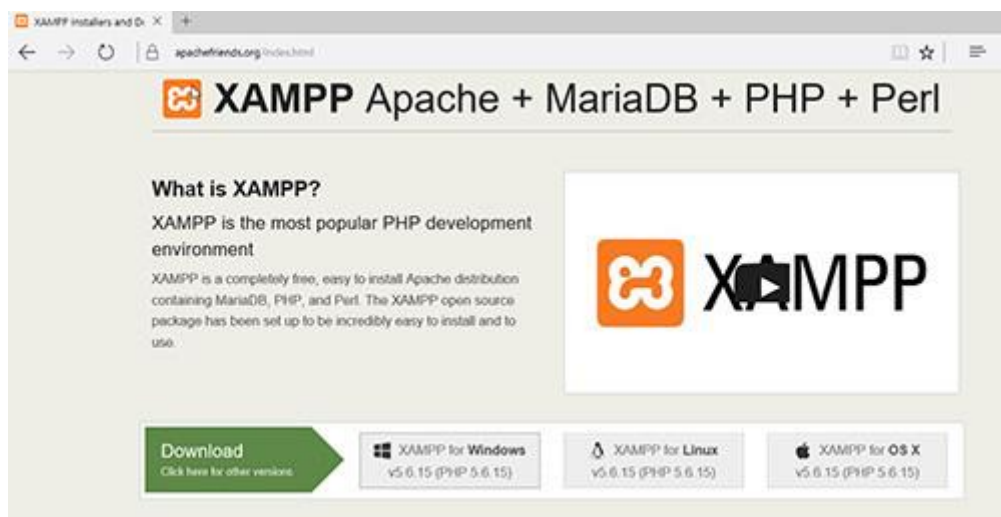 XAMPP installers and Do
apachefriends.org/index.html
XAMPP Apache + MariaDB + PHP + Perl
What is XAMPP?
XAMPP is the most popular PHP development
environment
XAMPP is a completely free, easy to install Apache distribution
containing MariaDB, PHP, and Perl. The XAMPP open source
package has been set up to be incredibly easy to install and to
use.
XAMPP
Download
Click here for other versions
XAMPP for Windows
v5.6.15 (PHP 5.6.15)
XAMPP for Linux
v5.6.15 (PHP 5.6.15)
XAMPP for OS X
v5.6.15 (PHP 5.6.15)